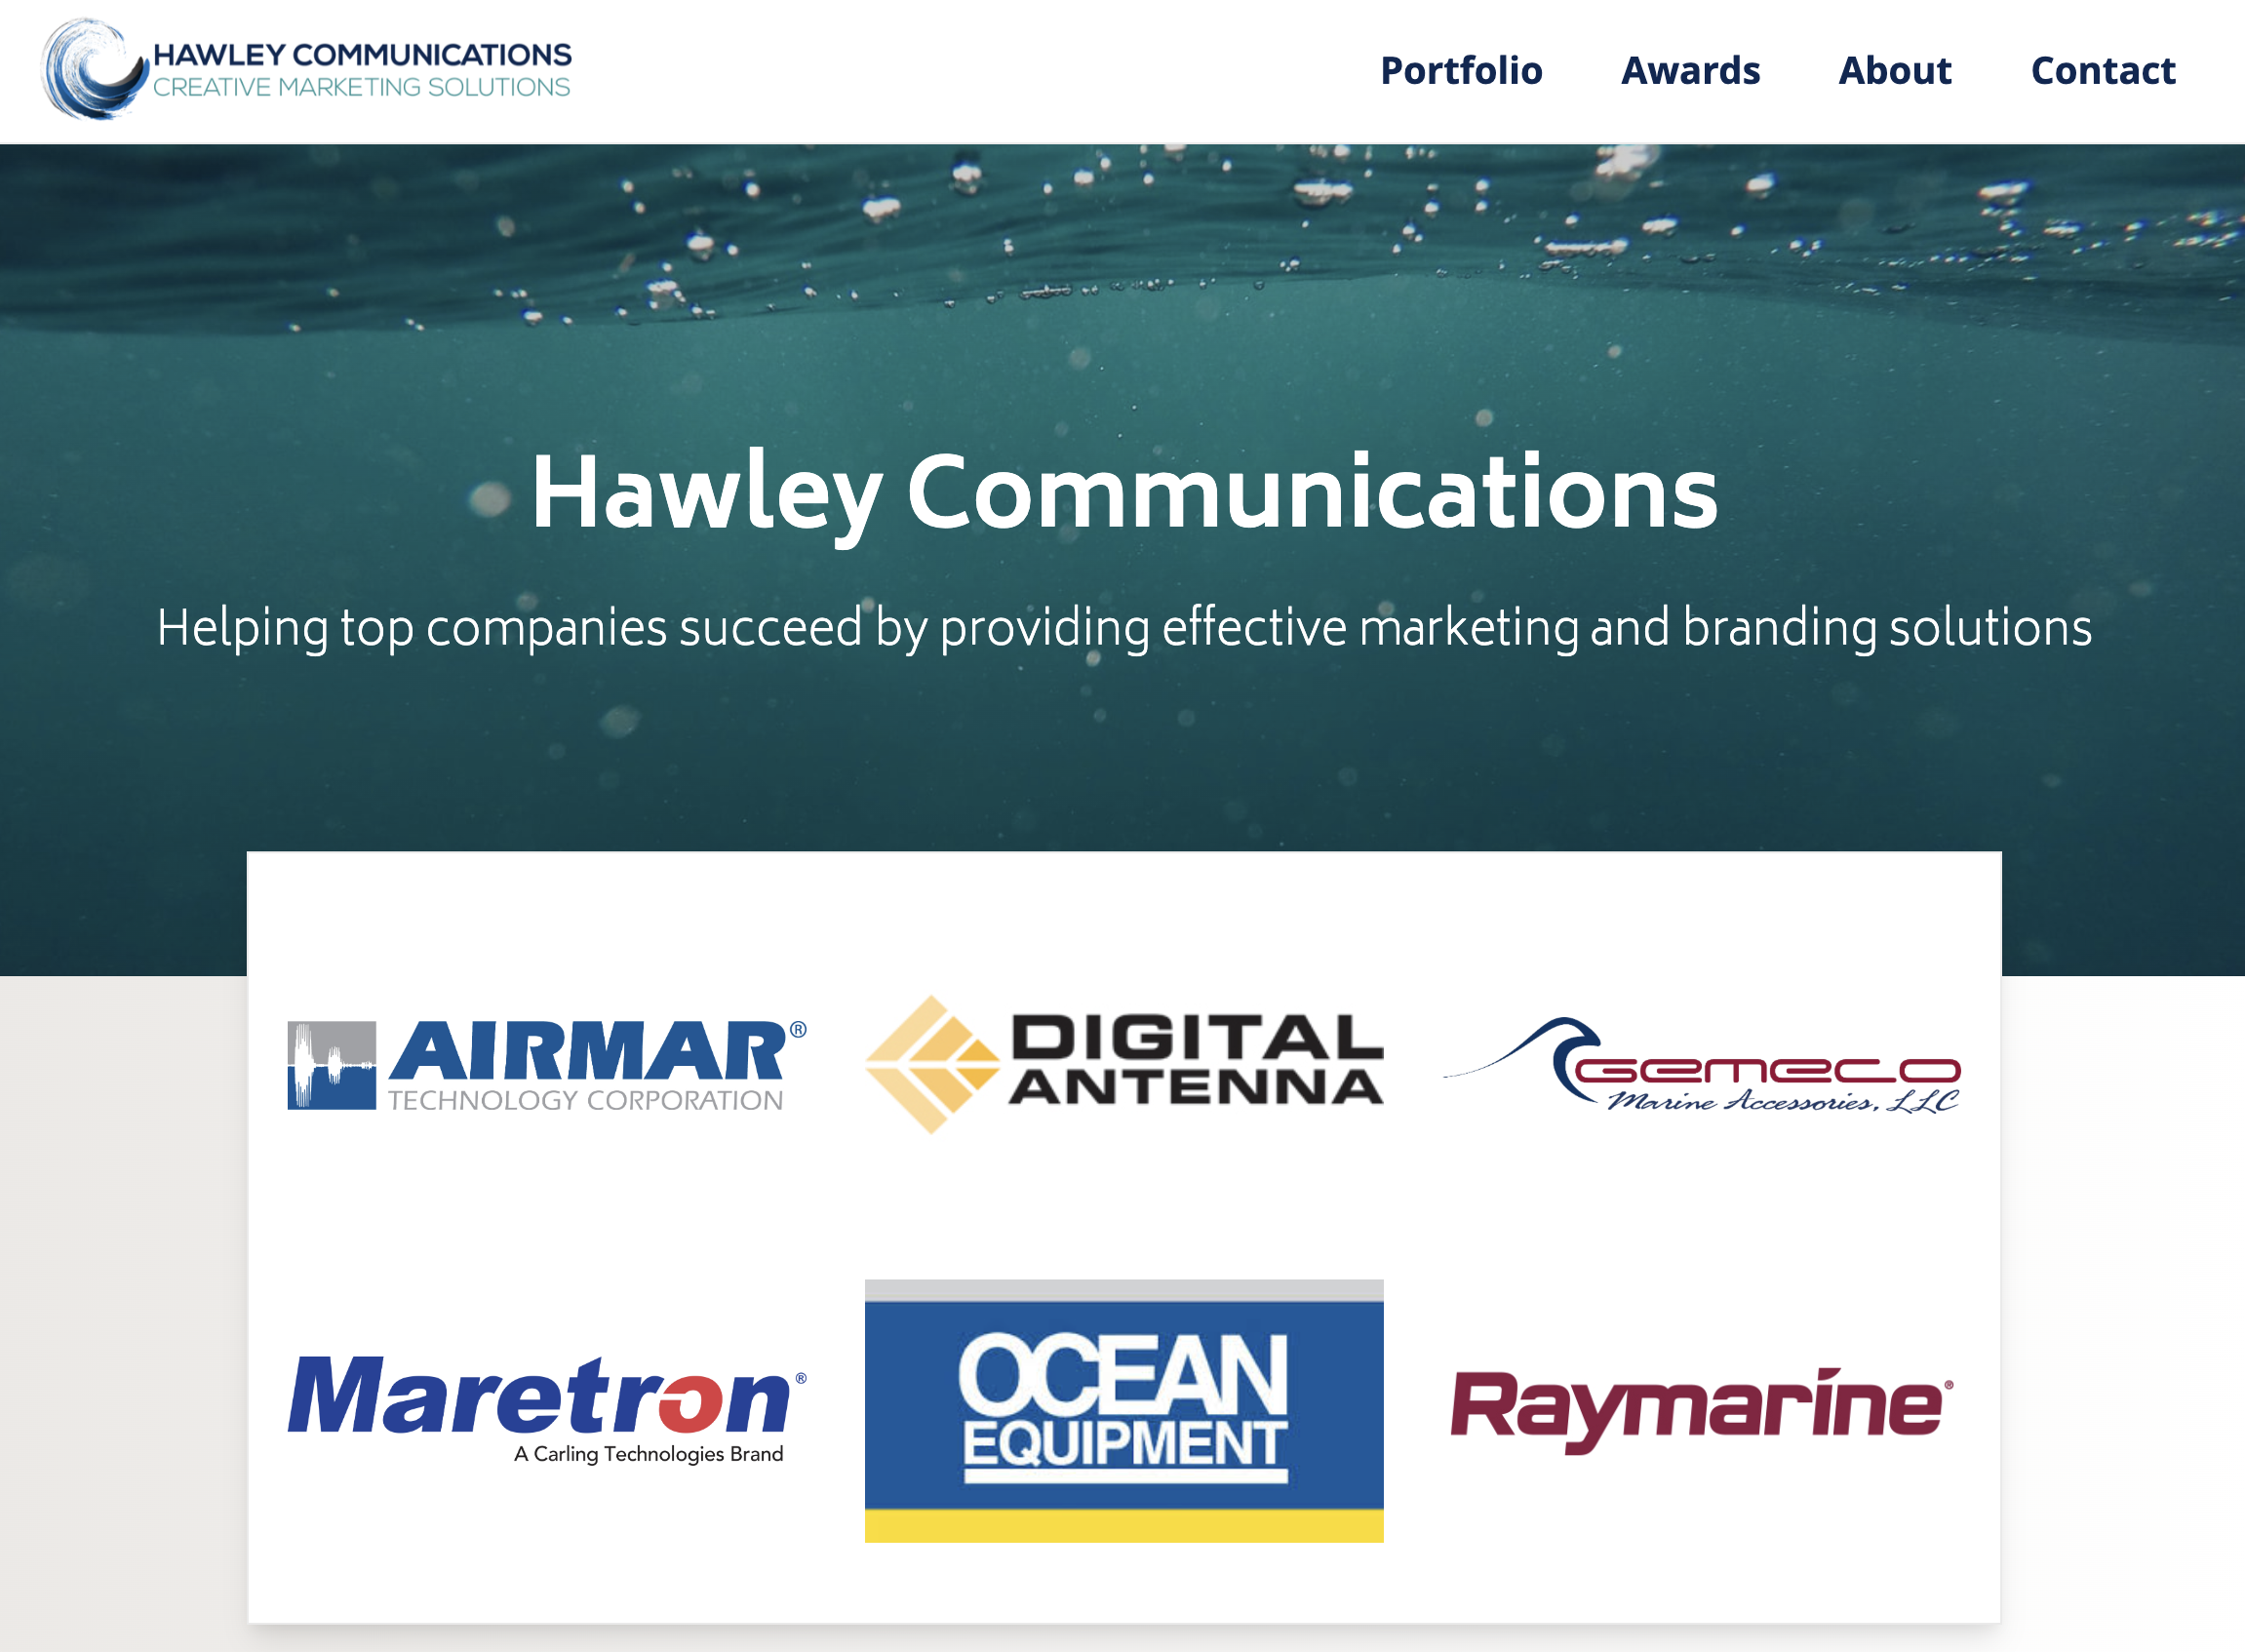 HAWLEY COMMUNICATIONS
CREATIVE MARKETING SOLUTIONS
Portfolio Awards About Contact
Hawley Communications
Helping top companies succeed by providing effective marketing and branding solutions
AIRMAR®
TECHNOLOGY CORPORATION
DIGITAL
ANTENNA
GEMECO
Marine Accessories, LLC
Maretron®
A Carling Technologies Brand
OCEAN
EQUIPMENT
Raymarine®